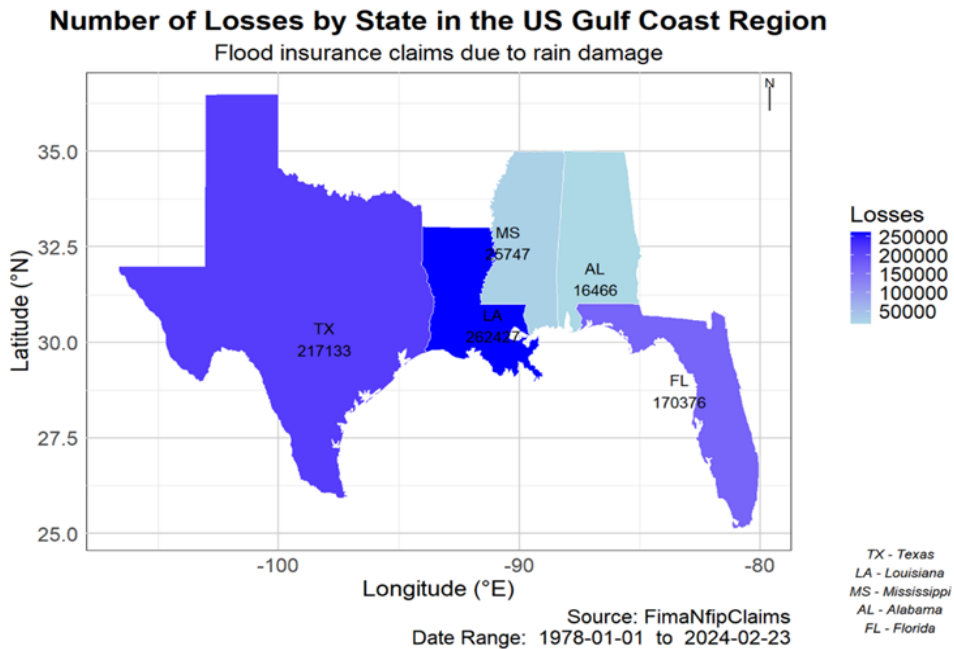 Number of Losses by State in the US Gulf Coast Region
Flood insurance claims due to rain damage
N
35.0
32.5
30.0
27.5
25.0
Latitude (°N)
MS
25747
AL
16466
LA
262427
TX
217133
FL
170376
-100
-90
-80
Longitude (°E)
Losses
250000
200000
150000
100000
50000
TX - Texas
LA - Louisiana
MS - Mississippi
AL - Alabama
FL - Florida
Source: FimaNfipClaims
Date Range: 1978-01-01 to 2024-02-23